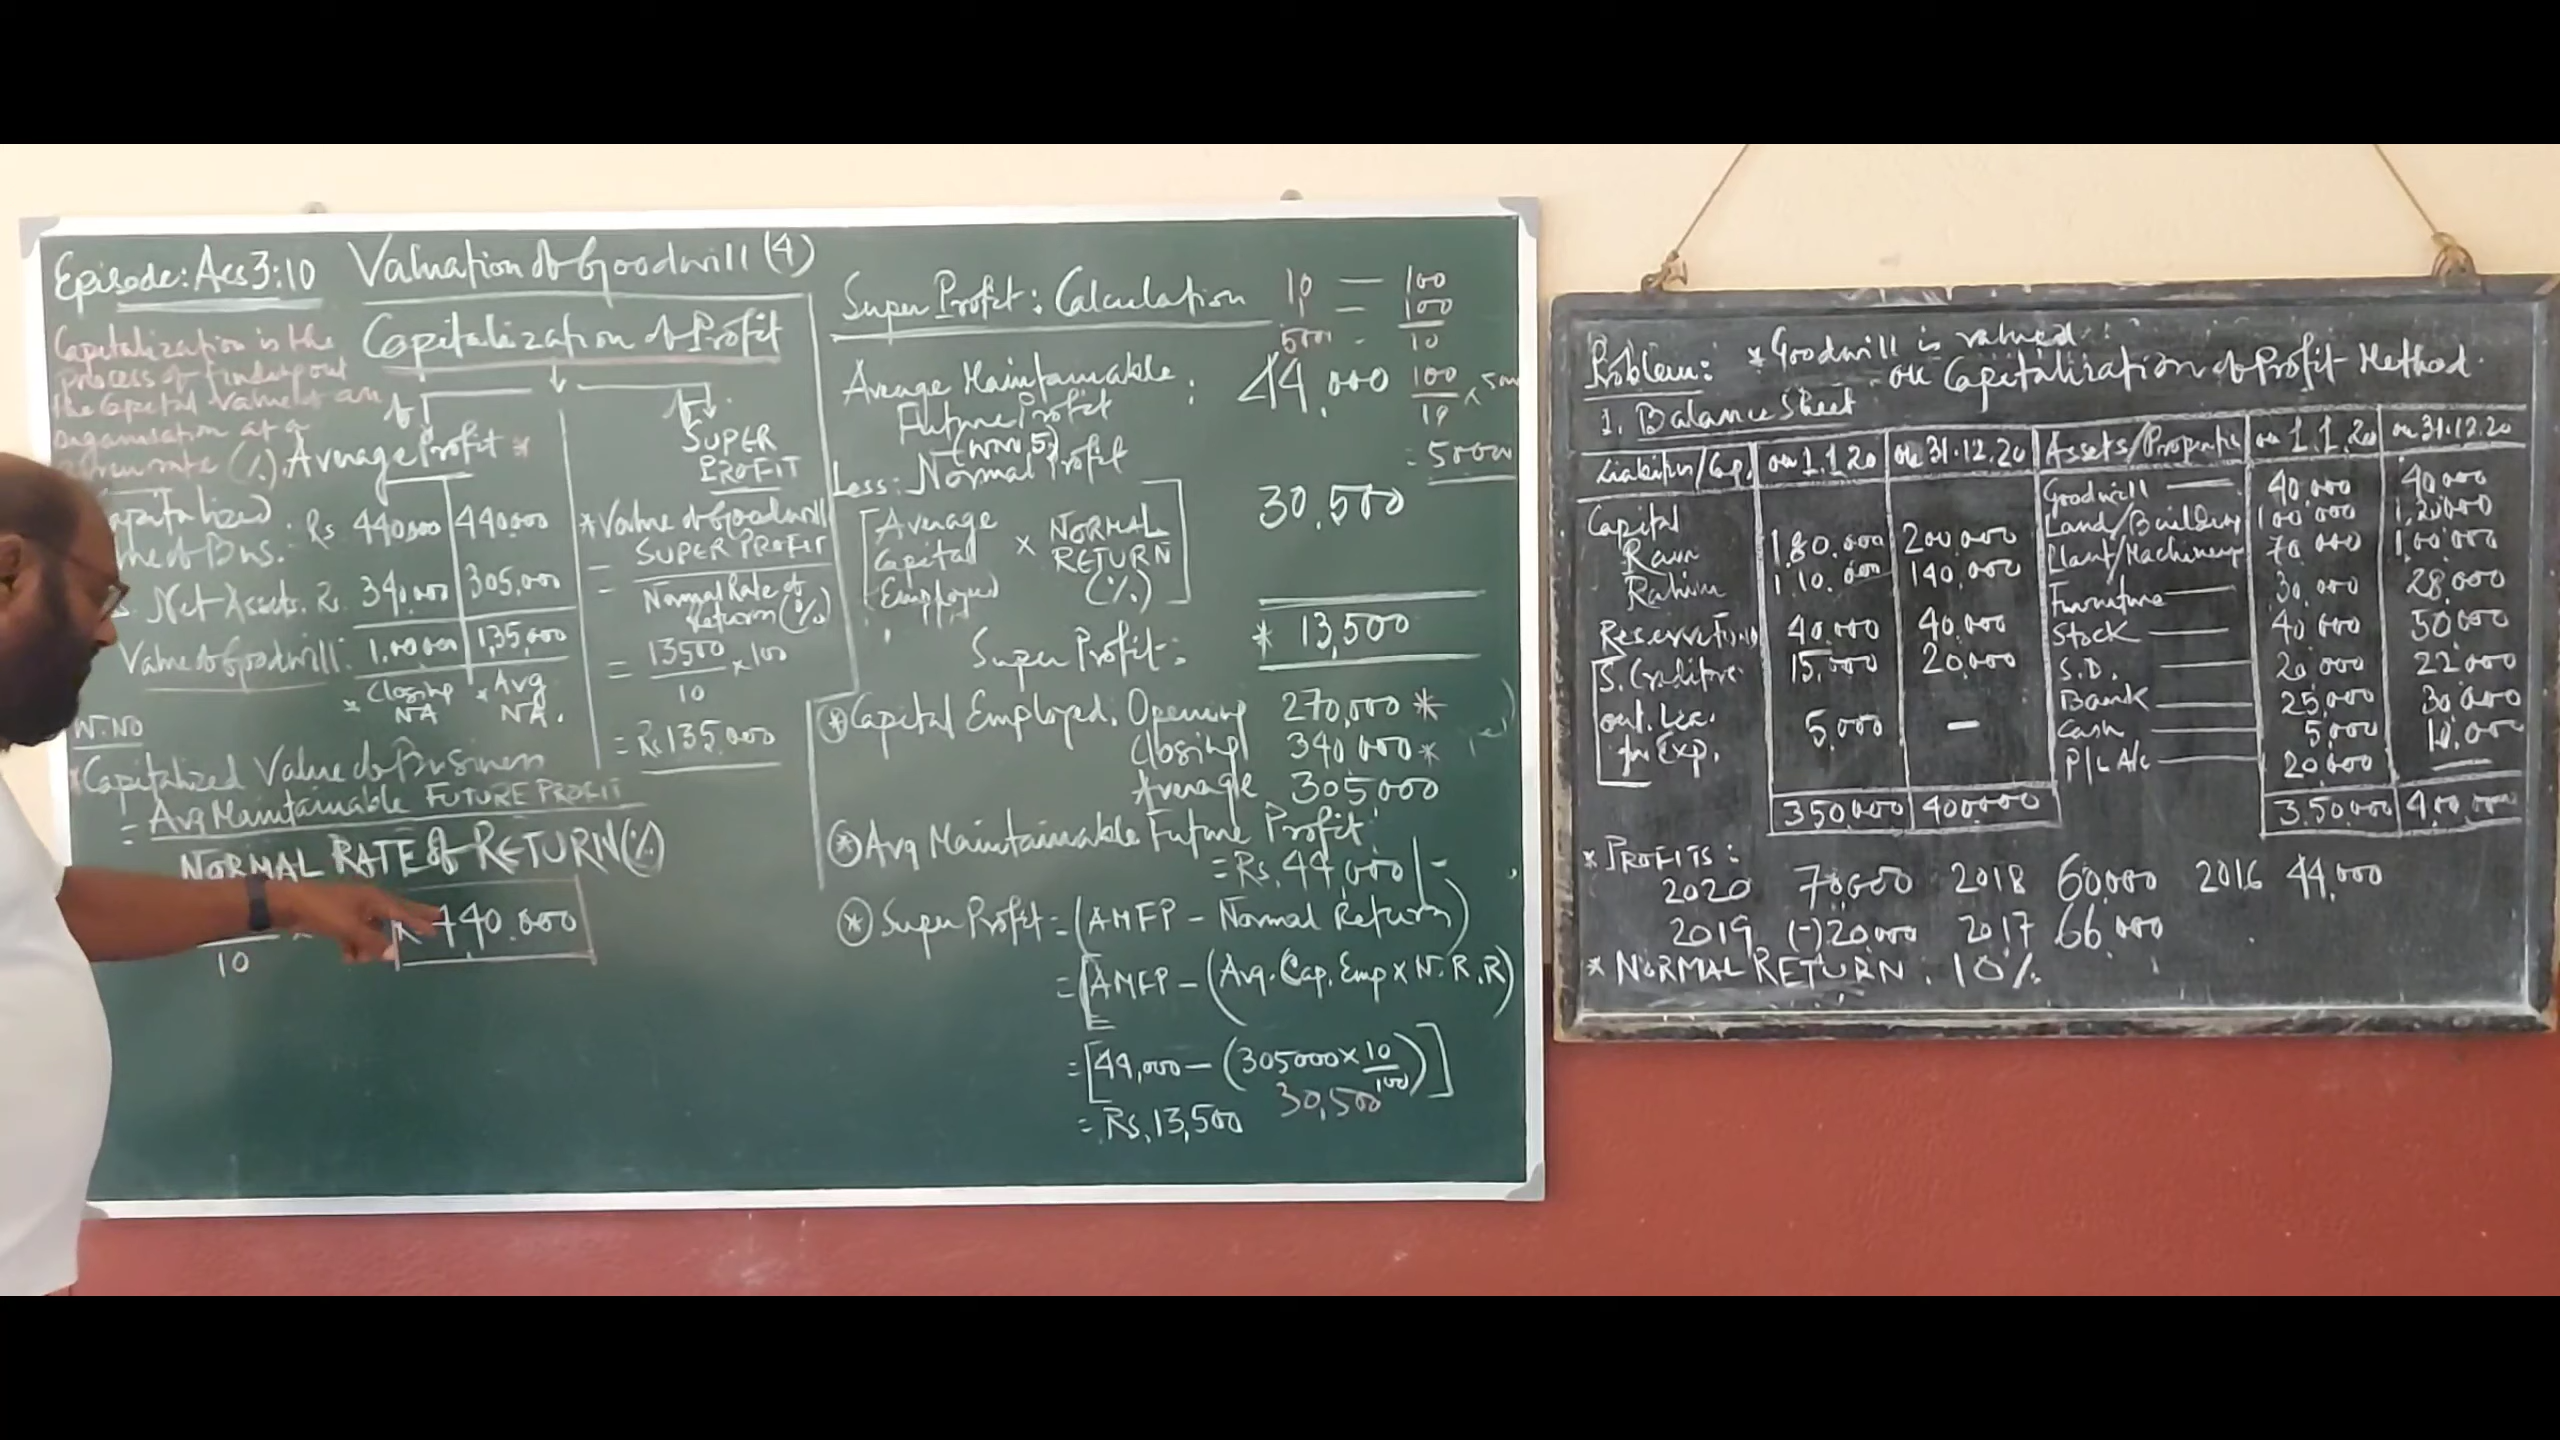 Episode: Acs 3:10 Valuation of Goodwill (4)
Capitalization of Profit
Capitalization is the
process of finding out
the capital value of an
organisation at a
rate (%).
Average Profit *
of
of
SUPER
PROFIT
Rs 440,000 440,000
of Bus.
Net Assets. Rs. 340,000 305,000
Value of Goodwill: 1,00,000 1,35,000
* Closing NA * Avg NA.
* Value of Goodwill
= SUPER PROFIT
Normal Rate of
Return (%)
= 13500 × 100
10
= Rs 135,000
W.NO
* Capitalized Value of Business
= Avg Maintainable FUTURE PROFIT
NORMAL RATE of RETURN (%)
10
440,000
Super Profit: Calculation
10 = 100
1 = 100
10
100 ×
= 50000
Average Maintainable : 44,000
Future Profit
(WN 5)
Less: Normal Profit
[Average Capital Employed × NORMAL RETURN (%)] 30,500
Super Profit: * 13,500
* Capital Employed. Opening 270,000 *
Closing 340,000 *
Average 305,000
* Avg Maintainable Future Profit
= Rs. 44,000/-
* Super Profit = (AMFP - Normal Return)
= [AMFP - (Avg. Cap. Emp × N.R.R)
= [44,000 - (305000 × 10/100)]
30,500
= Rs. 13,500
Problem: * Goodwill is valued:
on Capitalization of Profit Method.
1. Balance Sheet
Liabilities/Cap. on 1.1.20 on 31.12.20 Assets/Properties on 1.1.20 on 31.12.20
Goodwill — 40,000 40,000
Capital Land/Building 100,000 1,20,000
Ram 1,80,000 200,000 Plant/Machinery 70,000 1,00,000
Rahim 1,10,000 140,000 Furniture — 30,000 28,000
40,000 40,000 Stock — 40,000 50,000
S. Creditors 15,000 20,000 S.D. — 20,000 22,000
Bank — 25,000 30,000
Out. Lia. for Exp. 5,000 — Cash — 5,000 10,000
P/L A/c — 20,000 —
350,000 400,000 3,50,000 4,00,000
* PROFITS:
2020 70,000 2018 60,000 2016 44,000
2019 (-)20,000 2017 66,000
* NORMAL RETURN. 10%